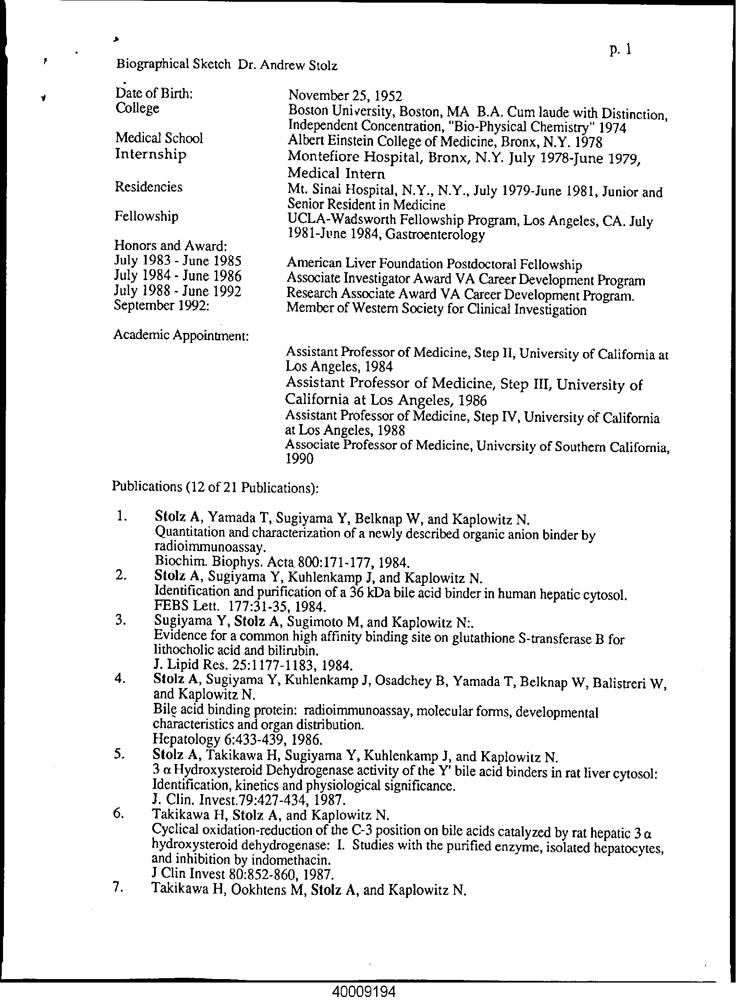 p. 1
Biographical Sketch Dr. Andrew Stolz
Date of Birth: November 25, 1952
College Boston University, Boston, MA B.A. Cum laude with Distinction,
Independent Concentration, "Bio-Physical Chemistry" 1974
Medical School Albert Einstein College of Medicine, Bronx, N.Y. 1978
Internship Montefiore Hospital, Bronx, N.Y. July 1978-June 1979,
Medical Intern
Residencies Mt. Sinai Hospital, N.Y., N.Y., July 1979-June 1981, Junior and
Senior Resident in Medicine
Fellowship UCLA-Wadsworth Fellowship Program, Los Angeles, CA. July
1981-June 1984, Gastroenterology
Honors and Award:
July 1983 - June 1985 American Liver Foundation Postdoctoral Fellowship
July 1984 - June 1986 Associate Investigator Award VA Career Development Program
July 1988 - June 1992 Research Associate Award VA Career Development Program.
September 1992: Member of Western Society for Clinical Investigation
Academic Appointment:
Assistant Professor of Medicine, Step II, University of California at
Los Angeles, 1984
Assistant Professor of Medicine, Step III, University of
California at Los Angeles, 1986
Assistant Professor of Medicine, Step IV, University of California
at Los Angeles, 1988
Associate Professor of Medicine, University of Southern California,
1990
Publications (12 of 21 Publications):
1. Stolz A, Yamada T, Sugiyama Y, Belknap W, and Kaplowitz N.
Quantitation and characterization of a newly described organic anion binder by
radioimmunoassay.
Biochim. Biophys. Acta 800:171-177, 1984.
2. Stolz A, Sugiyama Y, Kuhlenkamp J, and Kaplowitz N.
Identification and purification of a 36 kDa bile acid binder in human hepatic cytosol.
FEBS Lett. 177:31-35, 1984.
3. Sugiyama Y, Stolz A, Sugimoto M, and Kaplowitz N:.
Evidence for a common high affinity binding site on glutathione S-transferase B for
lithocholic acid and bilirubin.
J. Lipid Res. 25:1177-1183, 1984.
4. Stolz A, Sugiyama Y, Kuhlenkamp J, Osadchey B, Yamada T, Belknap W, Balistreri W,
and Kaplowitz N.
Bile acid binding protein: radioimmunoassay, molecular forms, developmental
characteristics and organ distribution.
Hepatology 6:433-439, 1986.
5. Stolz A, Takikawa H, Sugiyama Y, Kuhlenkamp J, and Kaplowitz N.
3 α Hydroxysteroid Dehydrogenase activity of the Y' bile acid binders in rat liver cytosol:
Identification, kinetics and physiological significance.
J. Clin. Invest.79:427-434, 1987.
6. Takikawa H, Stolz A, and Kaplowitz N.
Cyclical oxidation-reduction of the C-3 position on bile acids catalyzed by rat hepatic 3 α
hydroxysteroid dehydrogenase: I. Studies with the purified enzyme, isolated hepatocytes,
and inhibition by indomethacin.
J Clin Invest 80:852-860, 1987.
7. Takikawa H, Ookhtens M, Stolz A, and Kaplowitz N.
40009194